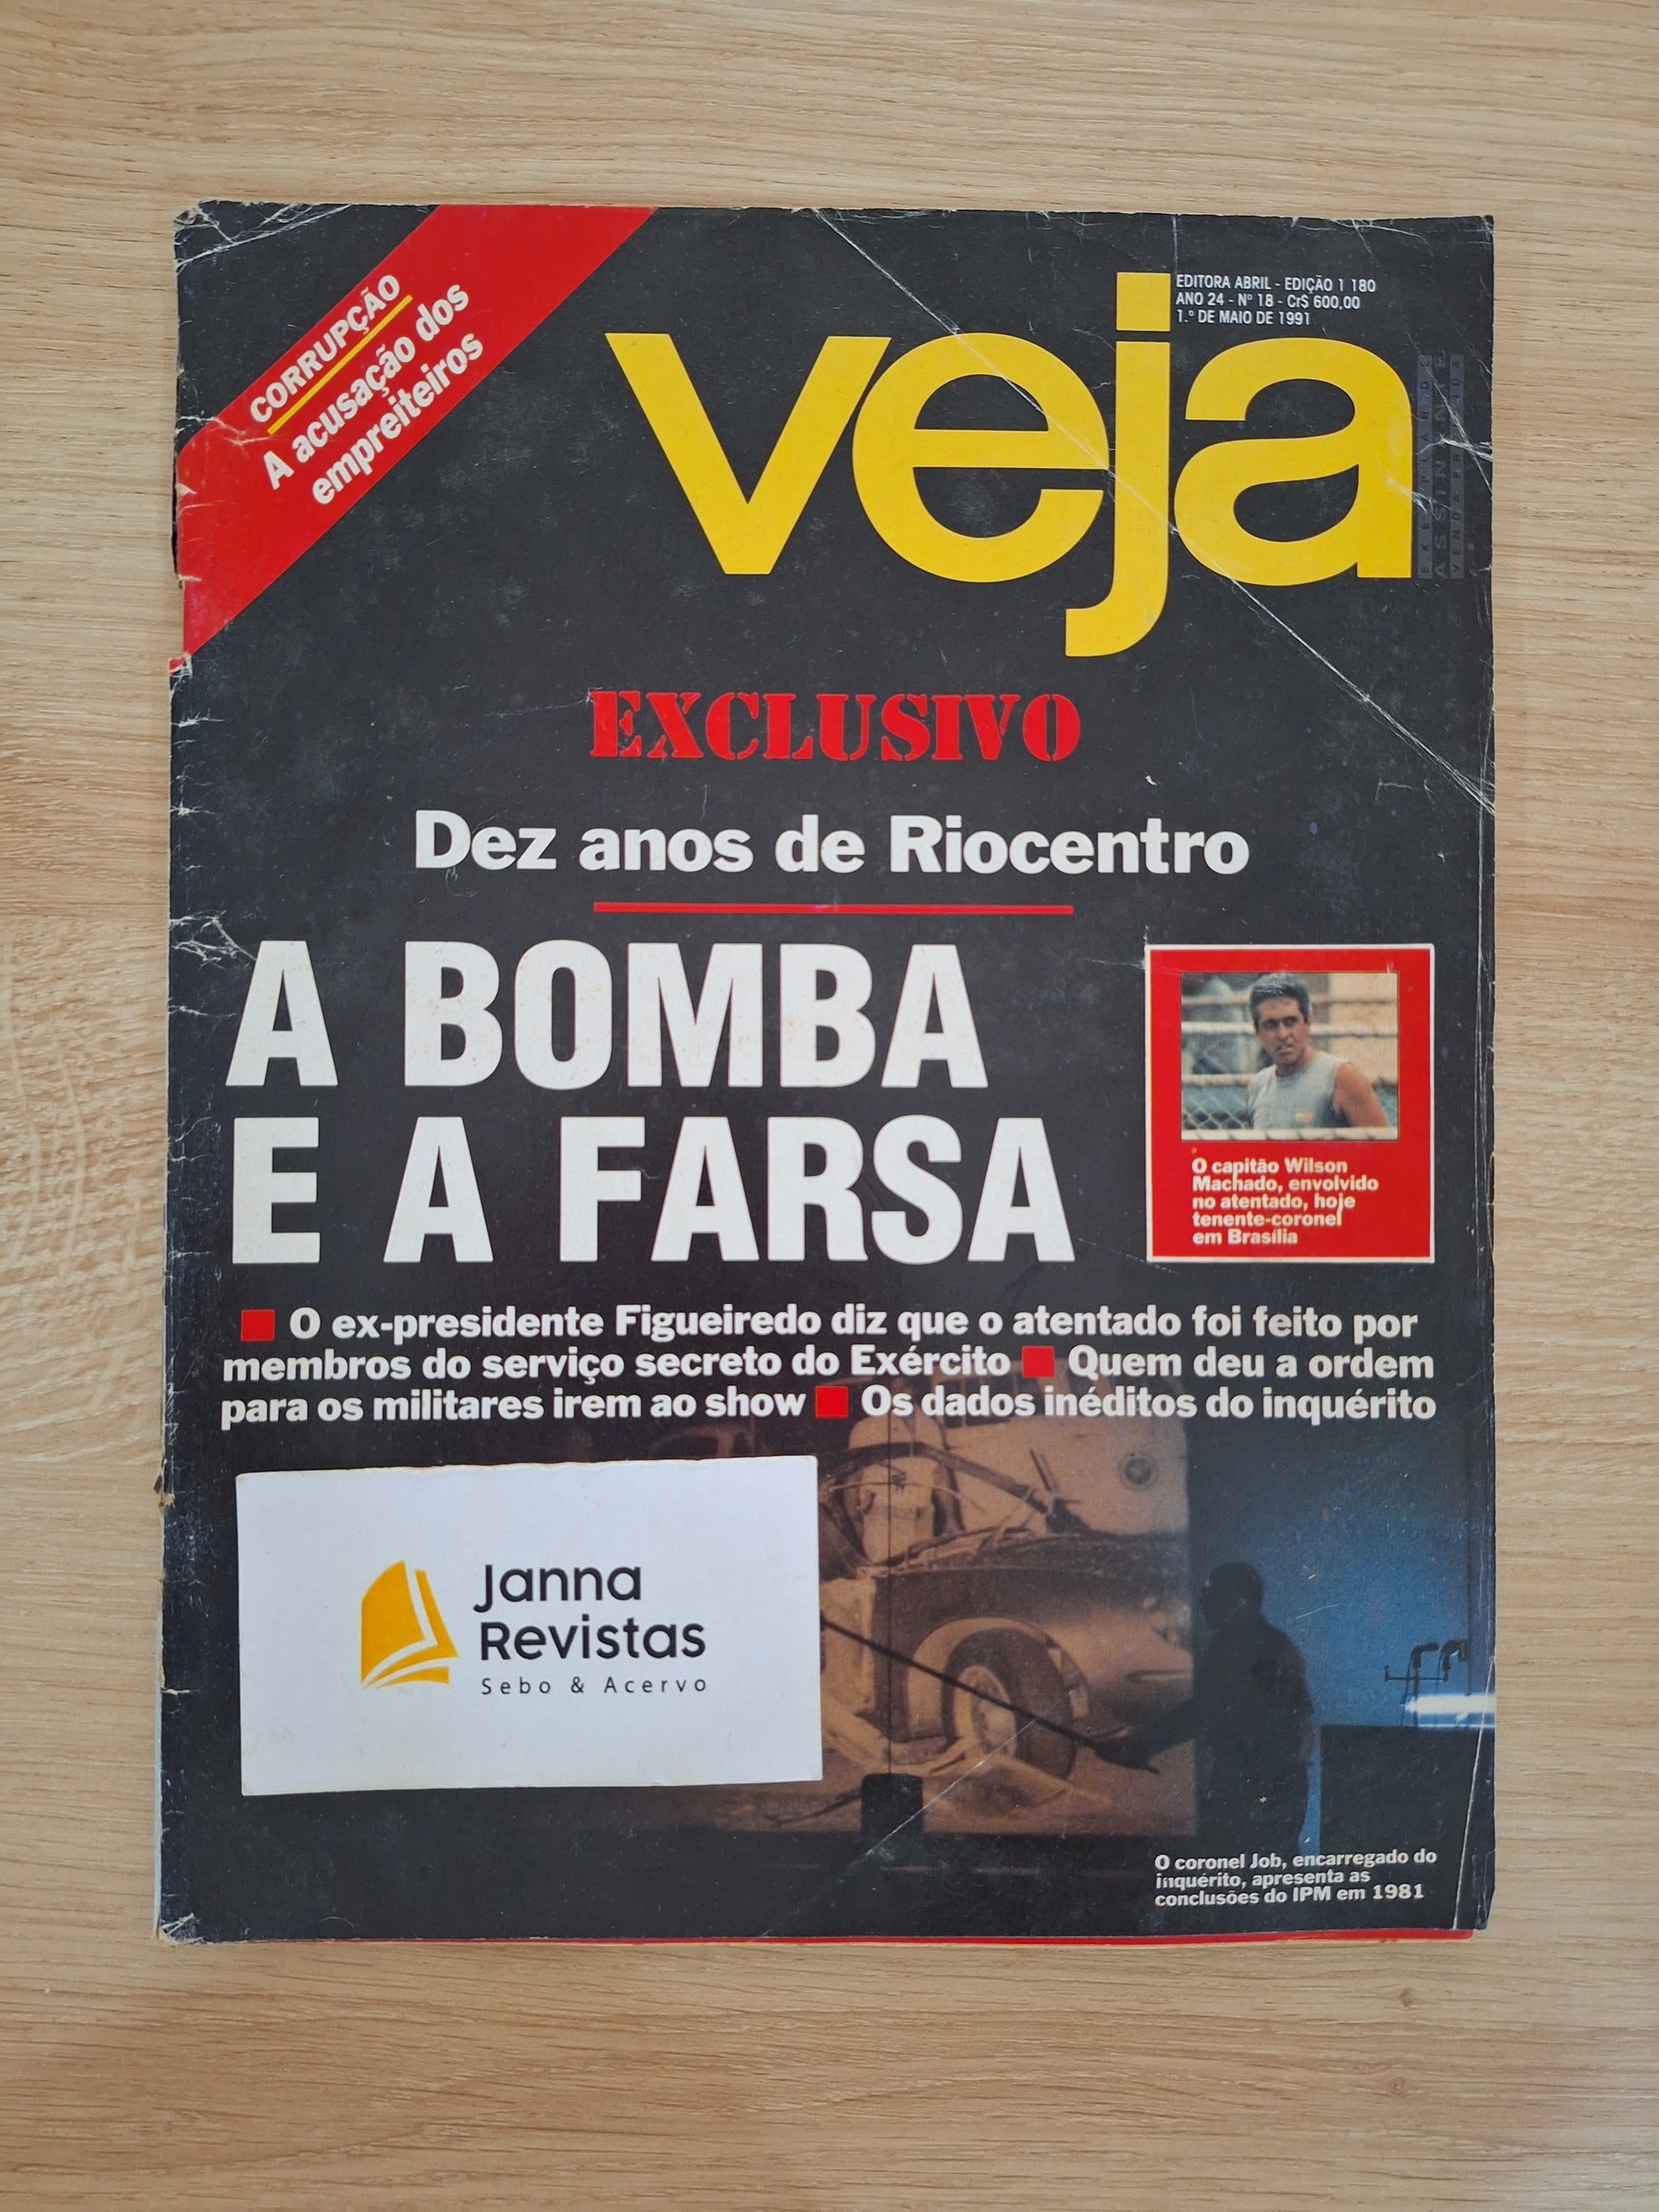 CORRUPÇÃO
A acusação dos
empreiteiros
EDITORA ABRIL - EDIÇÃO 1 180
ANO 24 - Nº 18 - Cr$ 600,00
1.º DE MAIO DE 1991
veja
EXCLUSIVO
Dez anos de Riocentro
A BOMBA
E A FARSA
O capitão Wilson
Machado, envolvido
no atentado, hoje
tenente-coronel
em Brasília
■ O ex-presidente Figueiredo diz que o atentado foi feito por
membros do serviço secreto do Exército ■ Quem deu a ordem
para os militares irem ao show ■ Os dados inéditos do inquérito
Janna
Revistas
Sebo & Acervo
O coronel Job, encarregado do
inquérito, apresenta as
conclusões do IPM em 1981